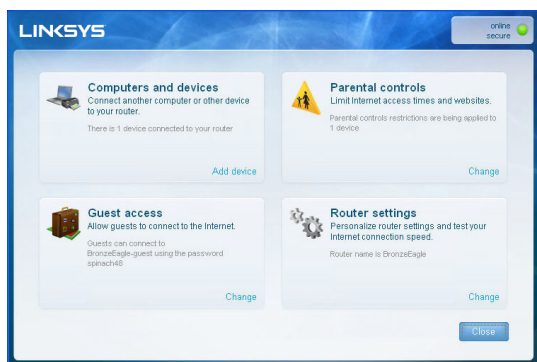 LINKSYS
online
secure
Computers and devices
Connect another computer or other device
to your router.
There is 1 device connected to your router
Add device
Parental controls
Limit Internet access times and websites.
Parental controls restrictions are being applied to
1 device
Change
Guest access
Allow guests to connect to the Internet.
Guests can connect to
BronzeEagle-guest using the password
spinach48
Change
Router settings
Personalize router settings and test your
Internet connection speed.
Router name is BronzeEagle
Change
Close